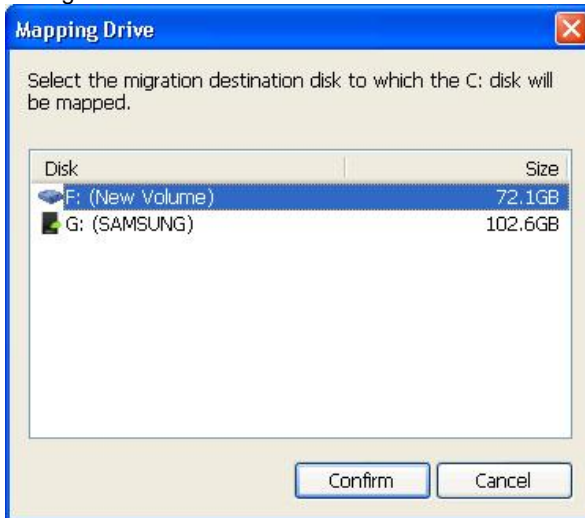 Mapping Drive
Select the migration destination disk to which the C: disk will
be mapped.
Disk Size
F: (New Volume) 72.1GB
G: (SAMSUNG) 102.6GB
Confirm Cancel